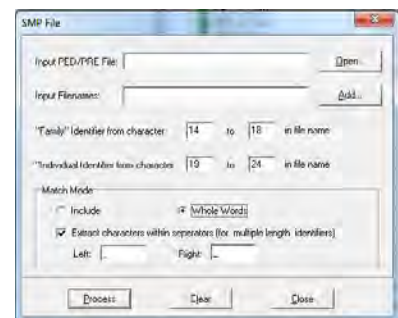 SMP File
Input PED/PRE File: Open...
Input Filenames: Add...
"Family" Identifier from character 14 to 18 in file name
"Individual Identifier from character 19 to 24 in file name
Match Mode
Include Whole Words
Extract characters within seperators (for multiple length identifiers)
Left: _ Right: _
Process Clear Close